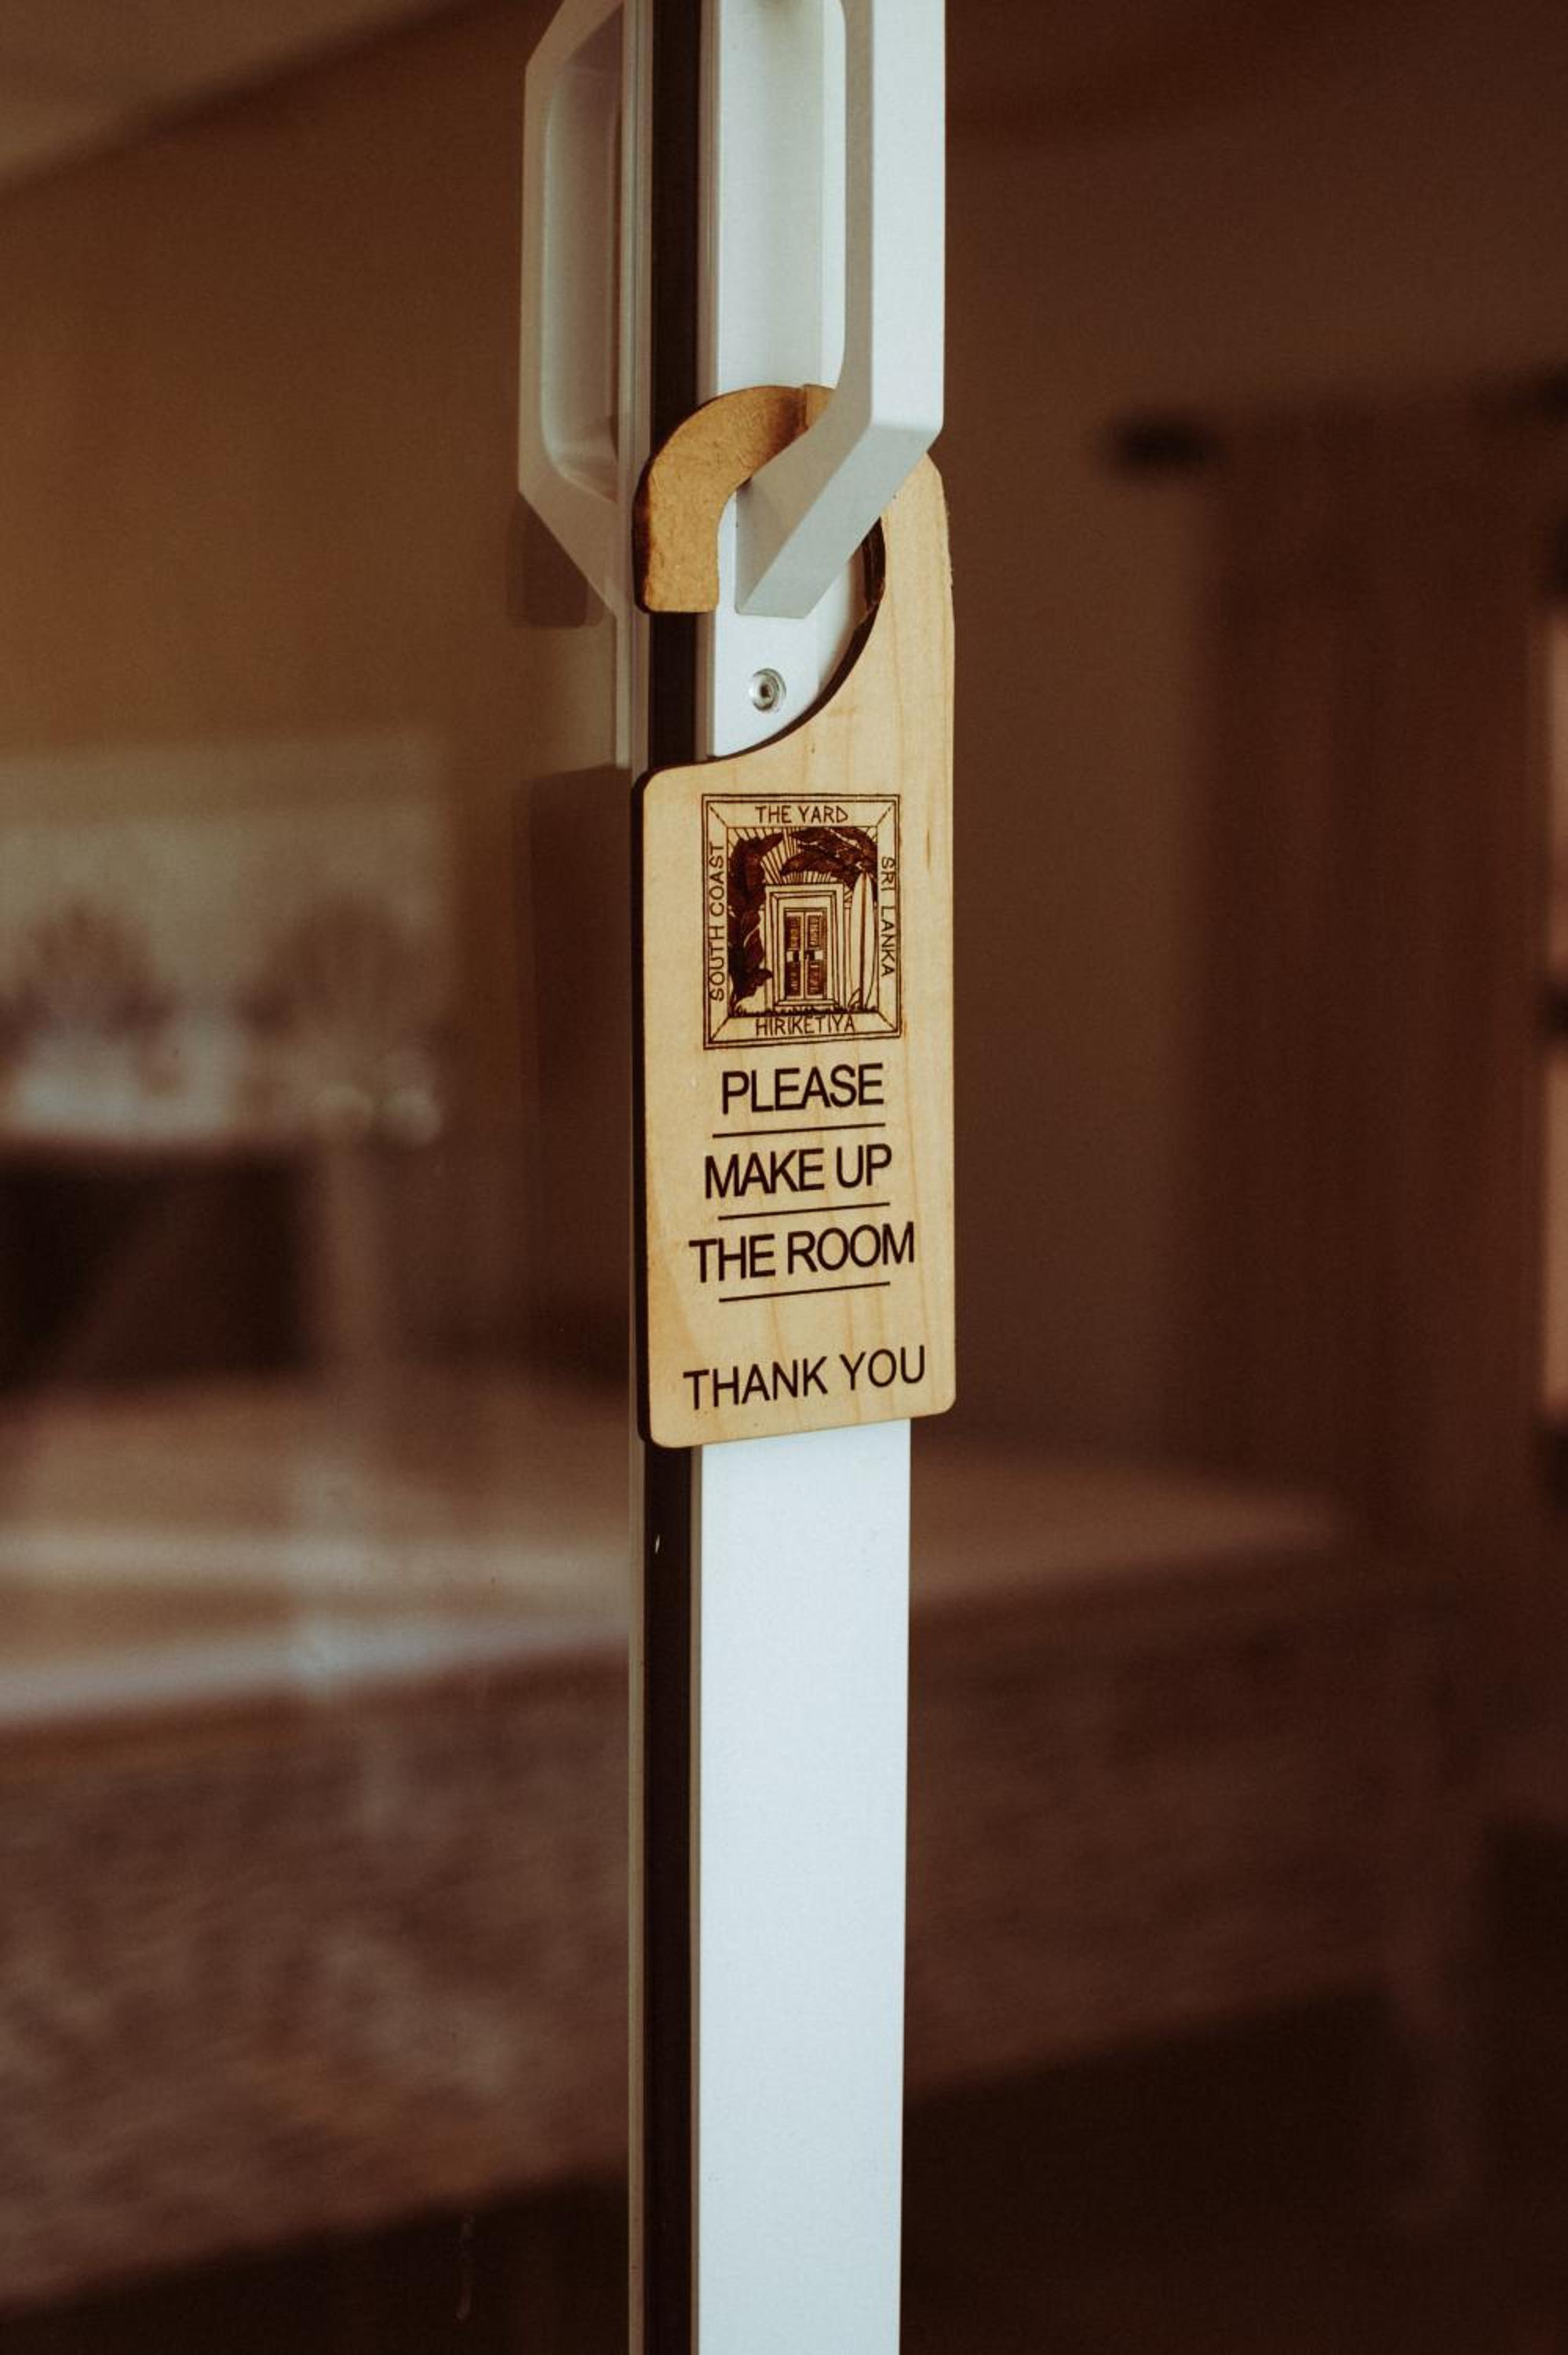 THE YARD
SOUTH COAST
SRI LANKA
HIRIKETIYA
PLEASE
MAKE UP
THE ROOM
THANK YOU